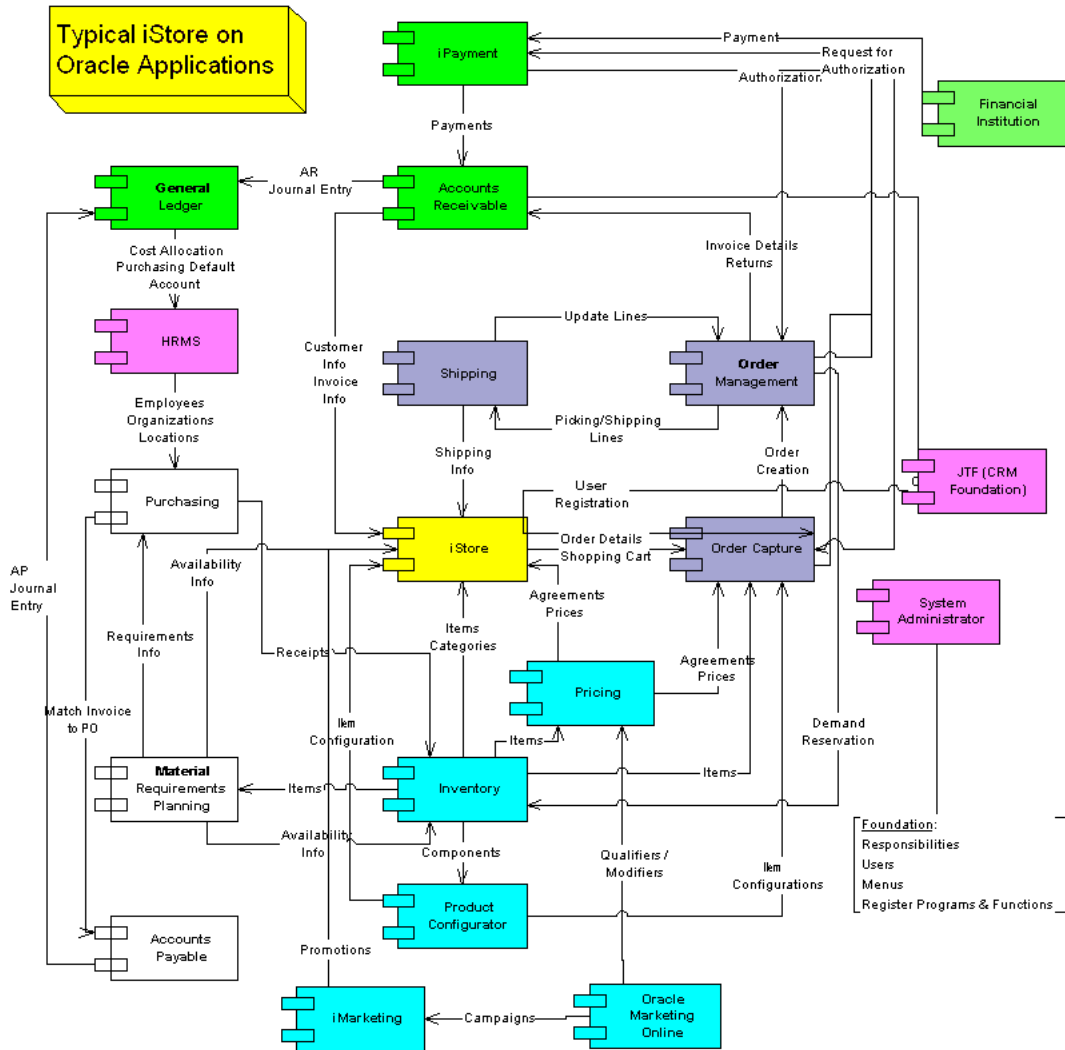 Typical iStore on
Oracle Applications
iPayment
Payment
Request for
Authorization
Authorization
Financial
Institution
Payments
General
Ledger
AR
Journal Entry
Accounts
Receivable
Invoice Details
Returns
Cost Allocation
Purchasing Default
Account
HRMS
Customer
Info
Invoice
Info
Update Lines
Shipping
Order
Management
Employees
Organizations
Locations
Picking/Shipping
Lines
Shipping
Info
Order
Creation
Purchasing
User
Registration
JTF (CRM
Foundation)
AP
Journal
Entry
Availability
Info
iStore
Order Details
Shopping Cart
Order Capture
Agreements
Prices
System
Administrator
Requirements
Info
Receipts
Items
Categories
Agreements
Prices
Pricing
Match Invoice
to PO
Item
Configuration
Items
Demand
Reservation
Material
Requirements
Planning
Items
Inventory
Items
Availability
Info
Components
Qualifiers /
Modifiers
Item
Configurations
Foundation:
Responsibilities
Users
Menus
Register Programs & Functions
Product
Configurator
Accounts
Payable
Promotions
iMarketing
Campaigns
Oracle
Marketing
Online